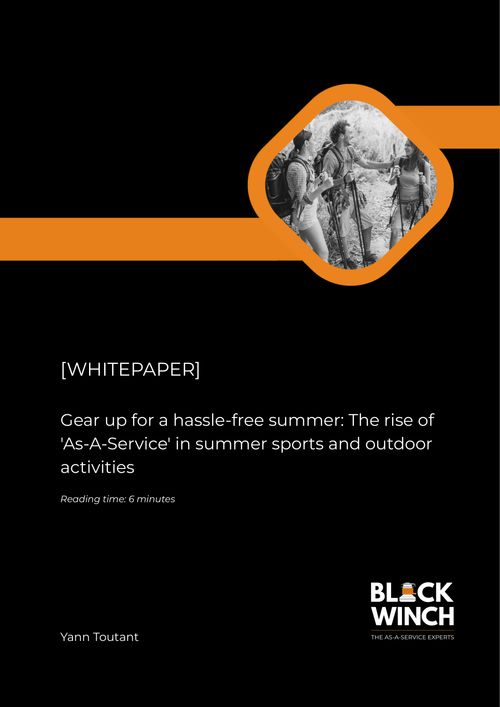 [WHITEPAPER]
Gear up for a hassle-free summer: The rise of
'As-A-Service' in summer sports and outdoor
activities
Reading time: 6 minutes
Yann Toutant
BLACK
WINCH
THE AS-A-SERVICE EXPERTS